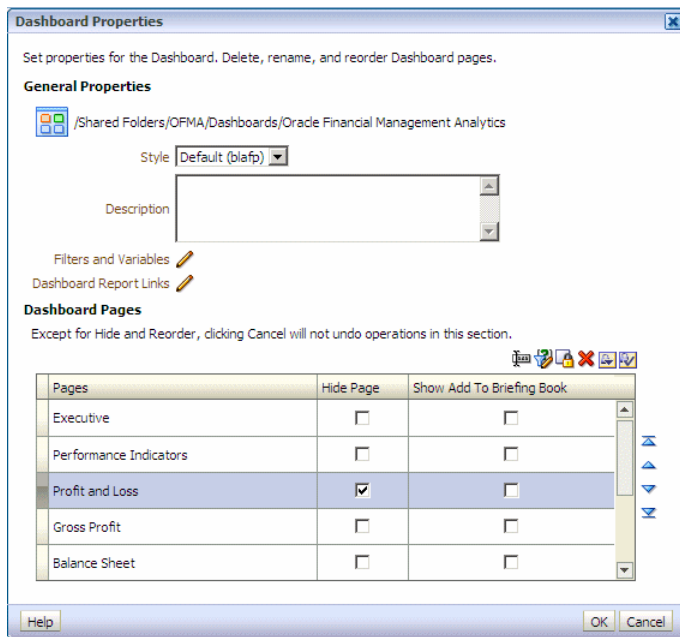 Dashboard Properties
Set properties for the Dashboard. Delete, rename, and reorder Dashboard pages.
General Properties
/Shared Folders/OFMA/Dashboards/Oracle Financial Management Analytics
Style Default (blafp)
Description
Filters and Variables
Dashboard Report Links
Dashboard Pages
Except for Hide and Reorder, clicking Cancel will not undo operations in this section.
Pages Hide Page Show Add To Briefing Book
Executive
Performance Indicators
Profit and Loss
Gross Profit
Balance Sheet
Help OK Cancel